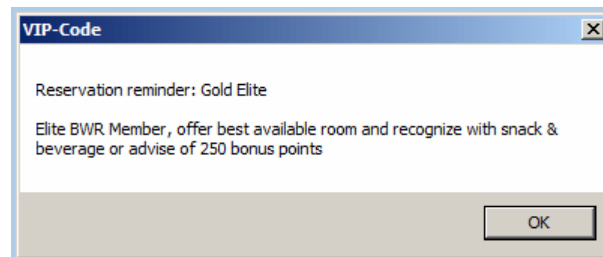 VIP-Code
Reservation reminder: Gold Elite
Elite BWR Member, offer best available room and recognize with snack &
beverage or advise of 250 bonus points
OK